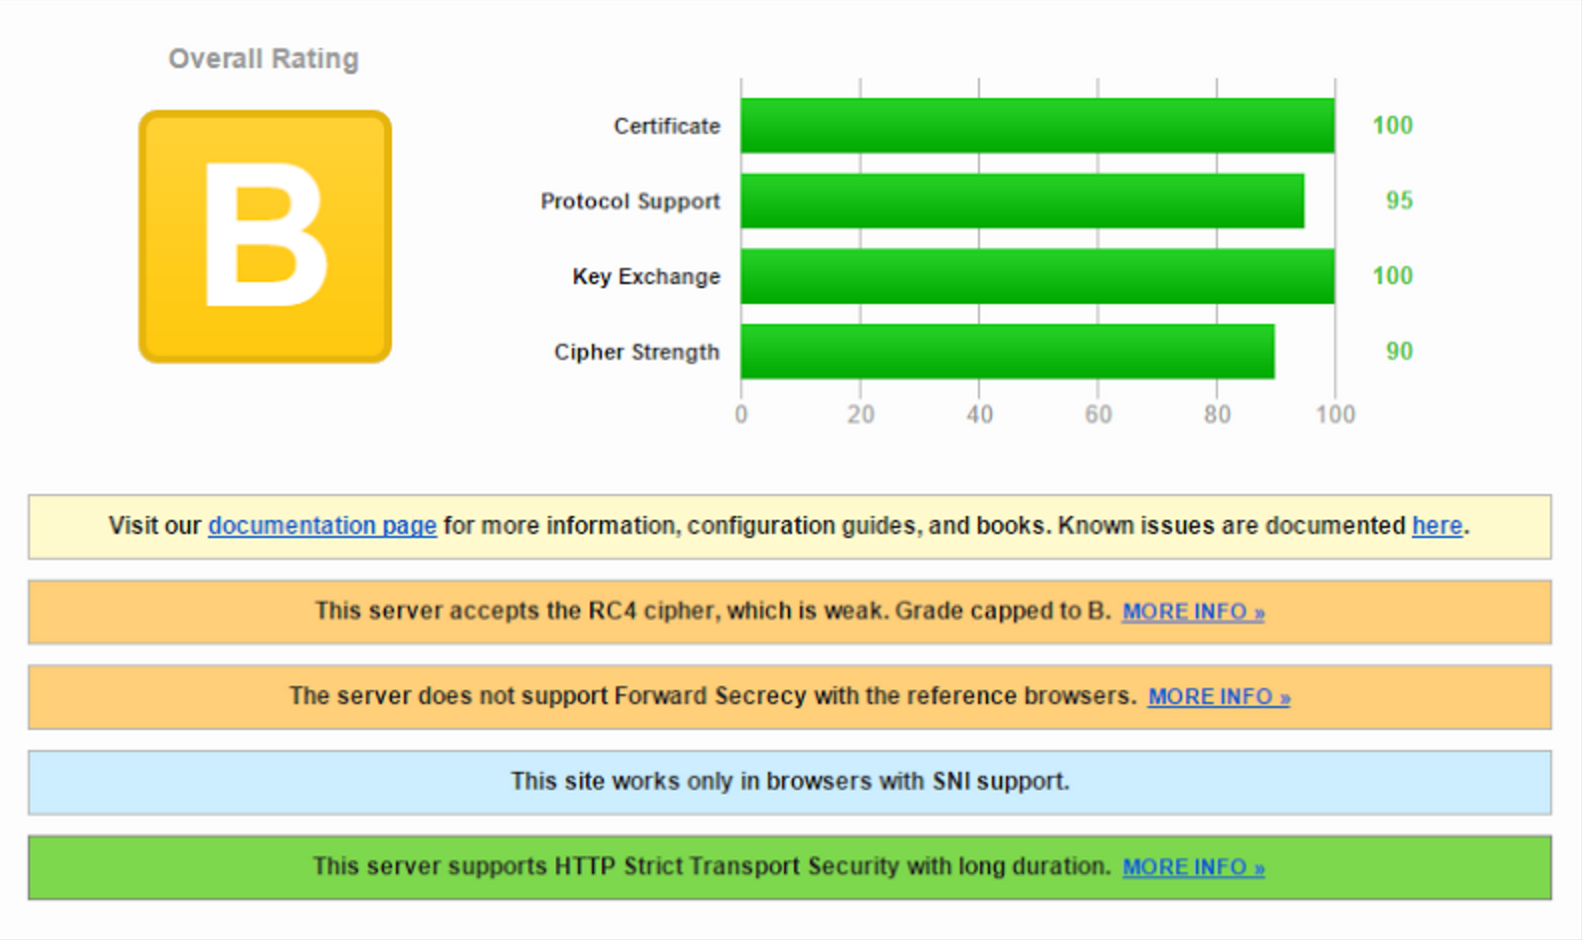 Overall Rating
B
Certificate 100
Protocol Support 95
Key Exchange 100
Cipher Strength 90
0 20 40 60 80 100
Visit our documentation page for more information, configuration guides, and books. Known issues are documented here.
This server accepts the RC4 cipher, which is weak. Grade capped to B. MORE INFO »
The server does not support Forward Secrecy with the reference browsers. MORE INFO »
This site works only in browsers with SNI support.
This server supports HTTP Strict Transport Security with long duration. MORE INFO »